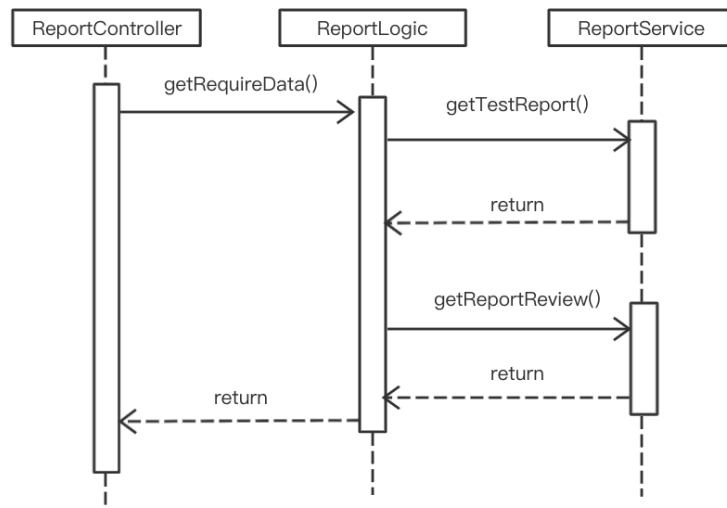 ReportController
ReportLogic
ReportService
getRequireData()
getTestReport()
return
getReportReview()
return
return